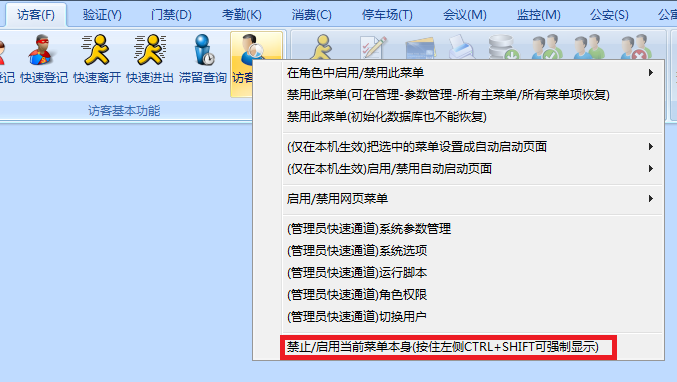 访客(F) 验证(Y) 门禁(D) 考勤(K) 消费(C) 停车场(T) 会议(M) 监控(M) 公安(S)
快速登记 快速离开 快速进出 滞留查询
访客基本功能
在角色中启用/禁用此菜单
禁用此菜单(可在管理-参数管理-所有主菜单/所有菜单项恢复)
禁用此菜单(初始化数据库也不能恢复)
(仅在本机生效)把选中的菜单设置成自动启动页面
(仅在本机生效)启用/禁用自动启动页面
启用/禁用网页菜单
(管理员快速通道)系统参数管理
(管理员快速通道)系统选项
(管理员快速通道)运行脚本
(管理员快速通道)角色权限
(管理员快速通道)切换用户
禁止/启用当前菜单本身(按住左侧CTRL+SHIFT可强制显示)